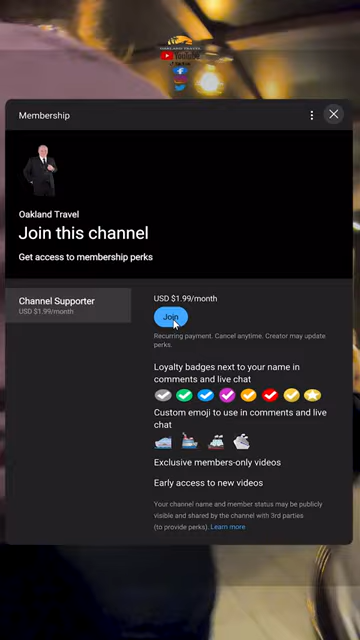 OAKLAND TRAVEL
YouTube
Membership
Oakland Travel
Join this channel
Get access to membership perks
Channel Supporter
USD $1.99/month
USD $1.99/month
Join
Recurring payment. Cancel anytime. Creator may update
perks.
Loyalty badges next to your name in
comments and live chat
Custom emoji to use in comments and live
chat
Exclusive members-only videos
Early access to new videos
Your channel name and member status may be publicly
visible and shared by the channel with 3rd parties
(to provide perks). Learn more